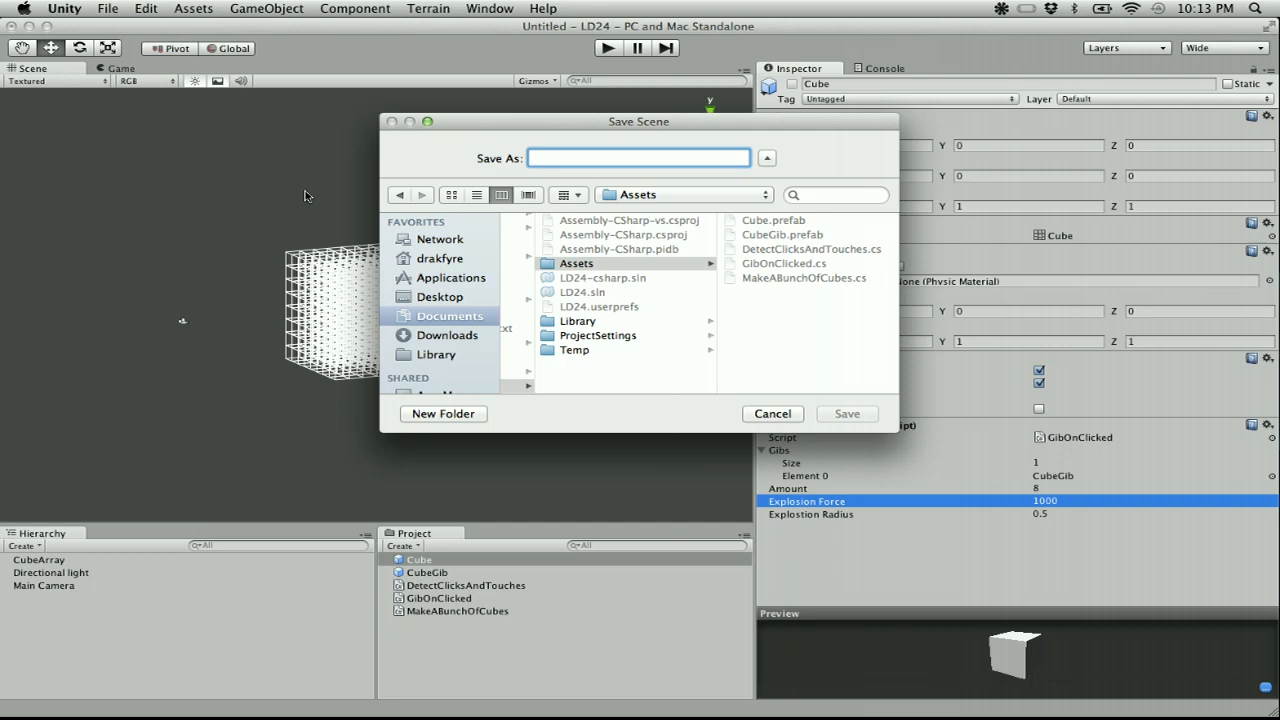 Unity File Edit Assets GameObject Component Terrain Window Help 10:13 PM
Untitled - LD24 - PC and Mac Standalone
Pivot Global Layers Wide
Scene Game Inspector Console
Textured RGB Gizmos All Cube Static
Tag Untagged Layer Default
y
Save Scene
Save As:
Assets
FAVORITES
Network
drakfyre
Applications
Desktop
Documents
Downloads
Library
SHARED
Assembly-CSharp-vs.csproj
Assembly-CSharp.csproj
Assembly-CSharp.pidb
Assets
LD24-csharp.sln
LD24.sln
LD24.userprefs
Library
ProjectSettings
Temp
Cube.prefab
CubeGib.prefab
DetectClicksAndTouches.cs
GibOnClicked.cs
MakeABunchOfCubes.cs
New Folder Cancel Save
Y 0 Z 0
Y 0 Z 0
Y 1 Z 1
Cube
None (Physic Material)
Y 0 Z 0
Y 1 Z 1
Script GibOnClicked
Gibs
Size 1
Element 0 CubeGib
Amount 8
Explosion Force 1000
Explostion Radius 0.5
Hierarchy
Create All
CubeArray
Directional light
Main Camera
Project
Create All
Cube
CubeGib
DetectClicksAndTouches
GibOnClicked
MakeABunchOfCubes
Preview